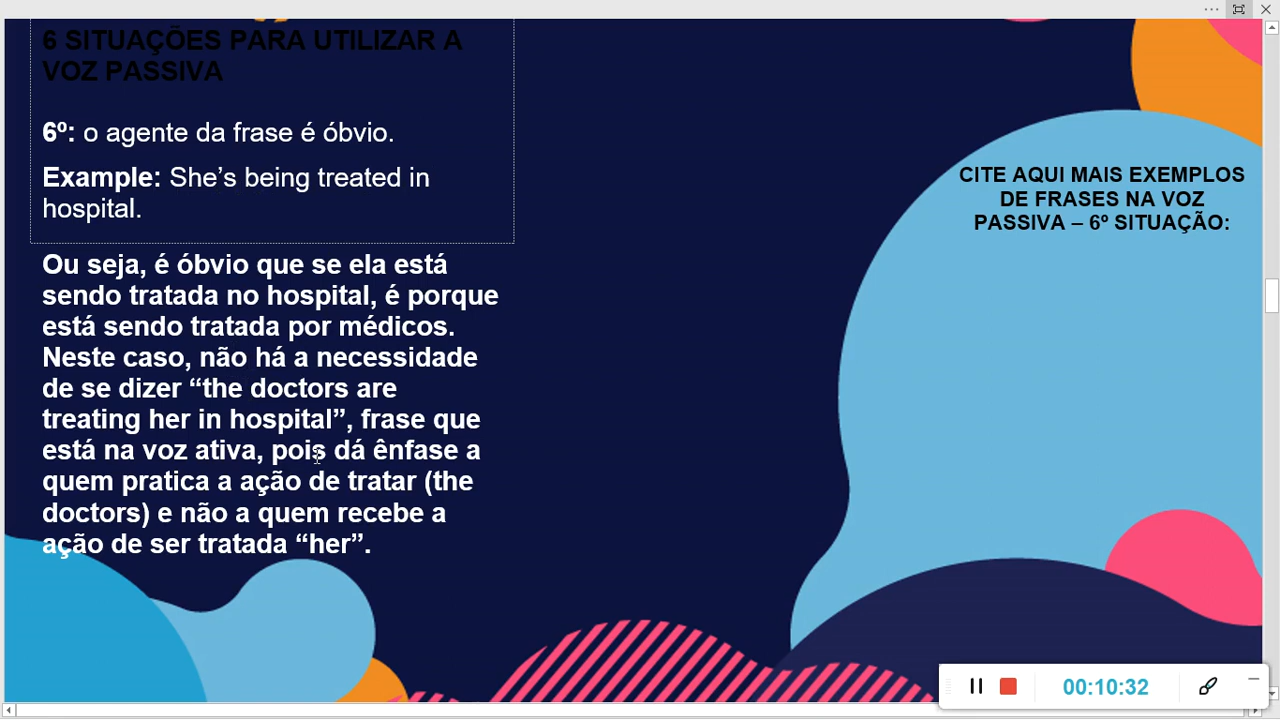 6 SITUAÇÕES PARA UTILIZAR A
VOZ PASSIVA
6º: o agente da frase é óbvio.
Example: She’s being treated in
hospital.
Ou seja, é óbvio que se ela está
sendo tratada no hospital, é porque
está sendo tratada por médicos.
Neste caso, não há a necessidade
de se dizer “the doctors are
treating her in hospital”, frase que
está na voz ativa, pois dá ênfase a
quem pratica a ação de tratar (the
doctors) e não a quem recebe a
ação de ser tratada “her”.
CITE AQUI MAIS EXEMPLOS
DE FRASES NA VOZ
PASSIVA – 6º SITUAÇÃO:
00:10:32